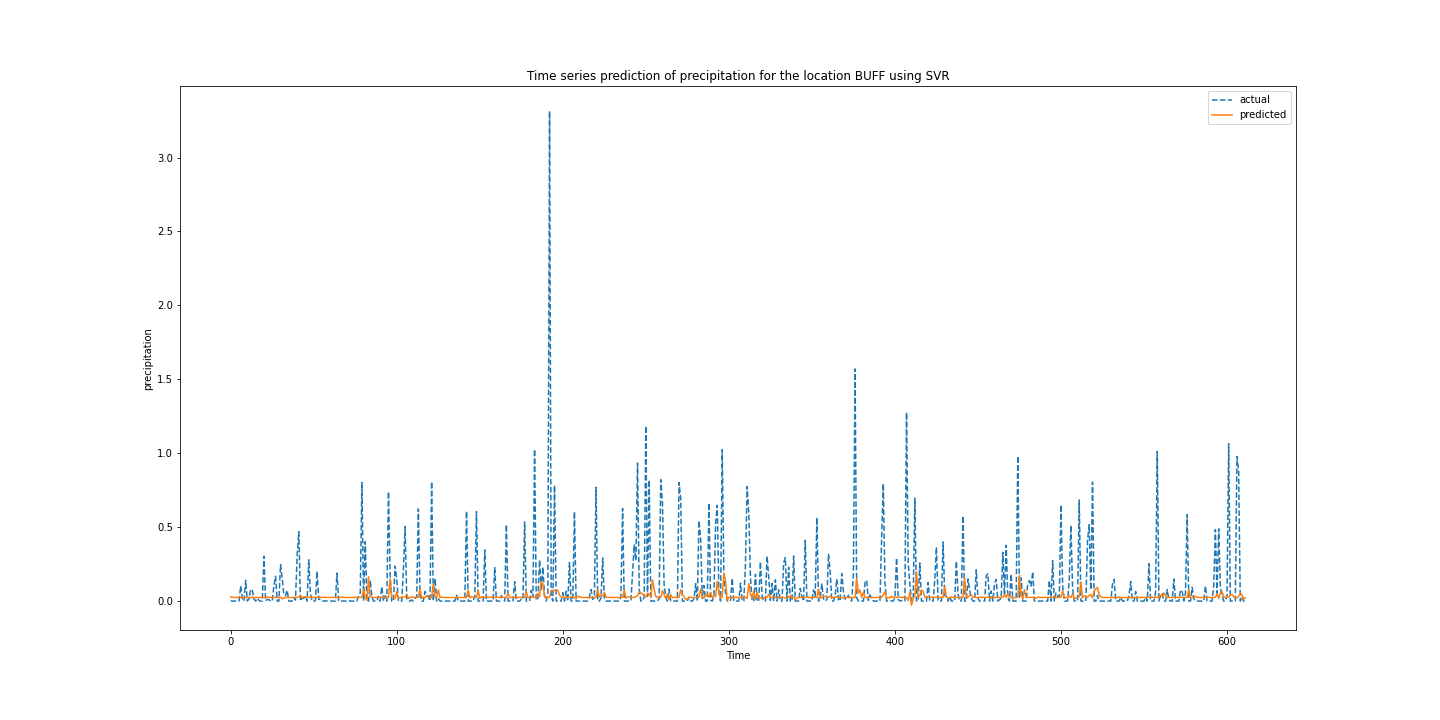 Time series prediction of precipitation for the location BUFF using SVR
actual
predicted
3.0
2.5
2.0
1.5
1.0
0.5
0.0
precipitation
0 100 200 300 400 500 600
Time